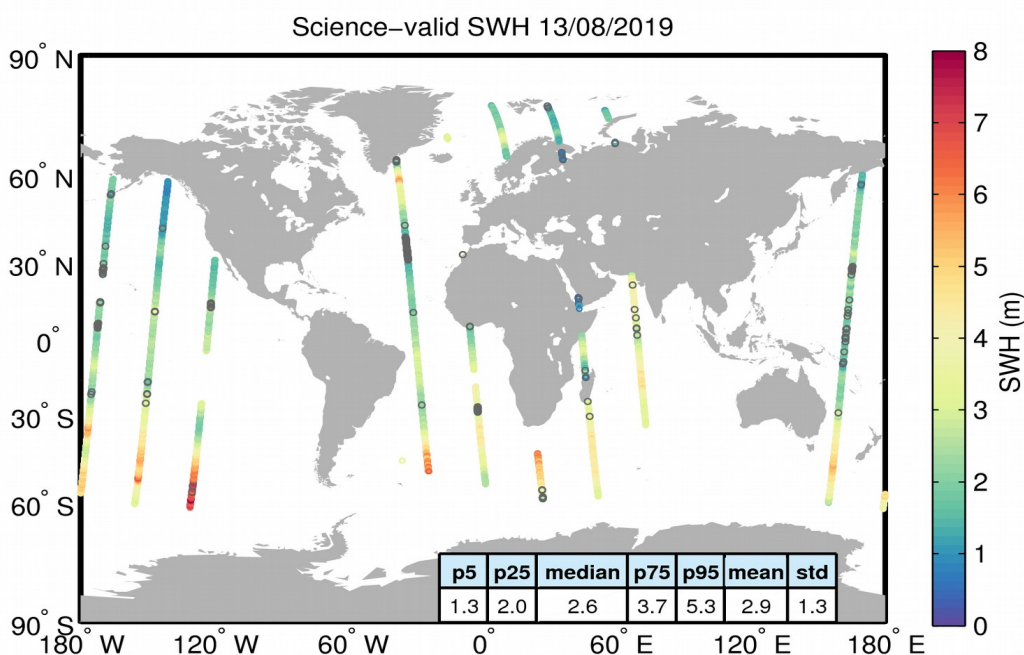 Science−valid SWH 13/08/2019
90° N
60° N
30° N
0°
30° S
60° S
90° S
180° W
120° W
60° W
0°
60° E
120° E
180° E
p5 p25 median p75 p95 mean std
1.3 2.0 2.6 3.7 5.3 2.9 1.3
8
7
6
5
4
3
2
1
0
SWH (m)